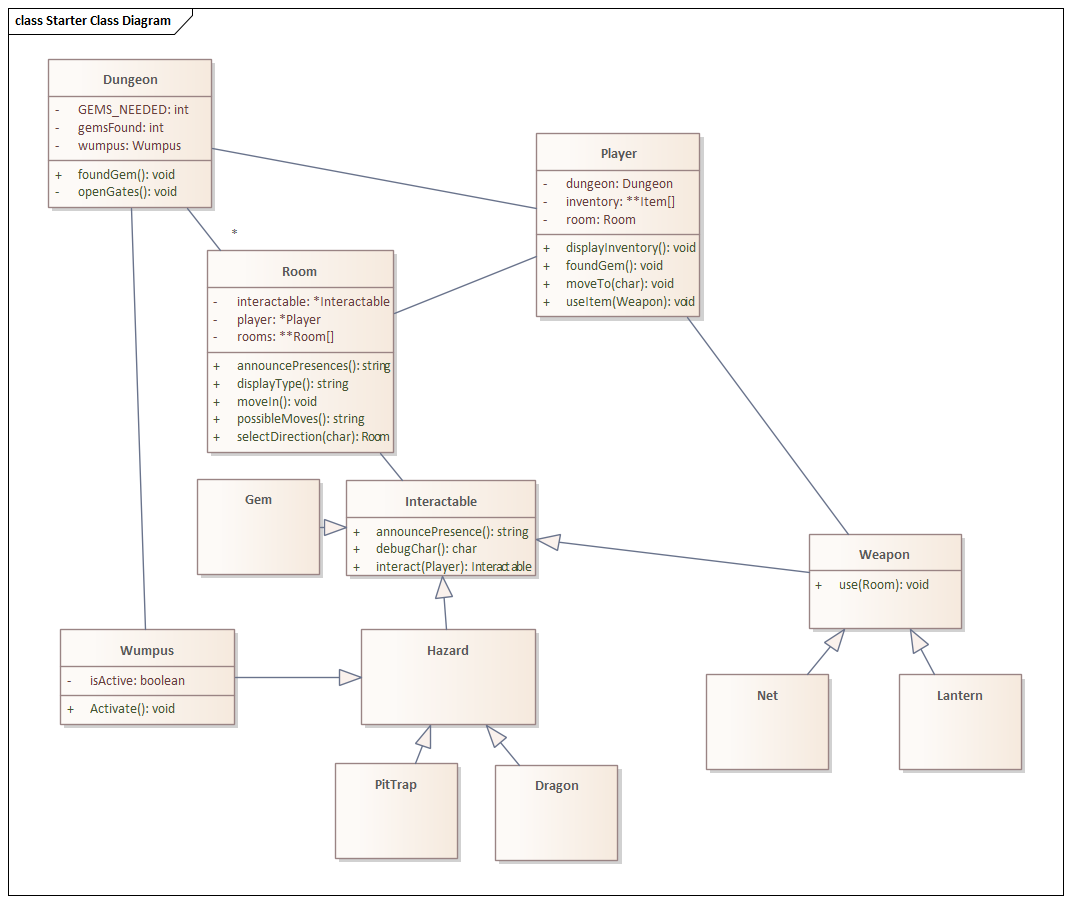 class Starter Class Diagram
Dungeon
- GEMS_NEEDED: int
- gemsFound: int
- wumpus: Wumpus
+ foundGem(): void
- openGates(): void
Player
- dungeon: Dungeon
- inventory: **Item[]
- room: Room
+ displayInventory(): void
+ foundGem(): void
+ moveTo(char): void
+ useItem(Weapon): void
*
Room
- interactable: *Interactable
- player: *Player
- rooms: **Room[]
+ announcePresences(): string
+ displayType(): string
+ moveIn(): void
+ possibleMoves(): string
+ selectDirection(char): Room
Gem
Interactable
+ announcePresence(): string
+ debugChar(): char
+ interact(Player): Interactable
Weapon
+ use(Room): void
Wumpus
- isActive: boolean
+ Activate(): void
Hazard
Net
Lantern
PitTrap
Dragon